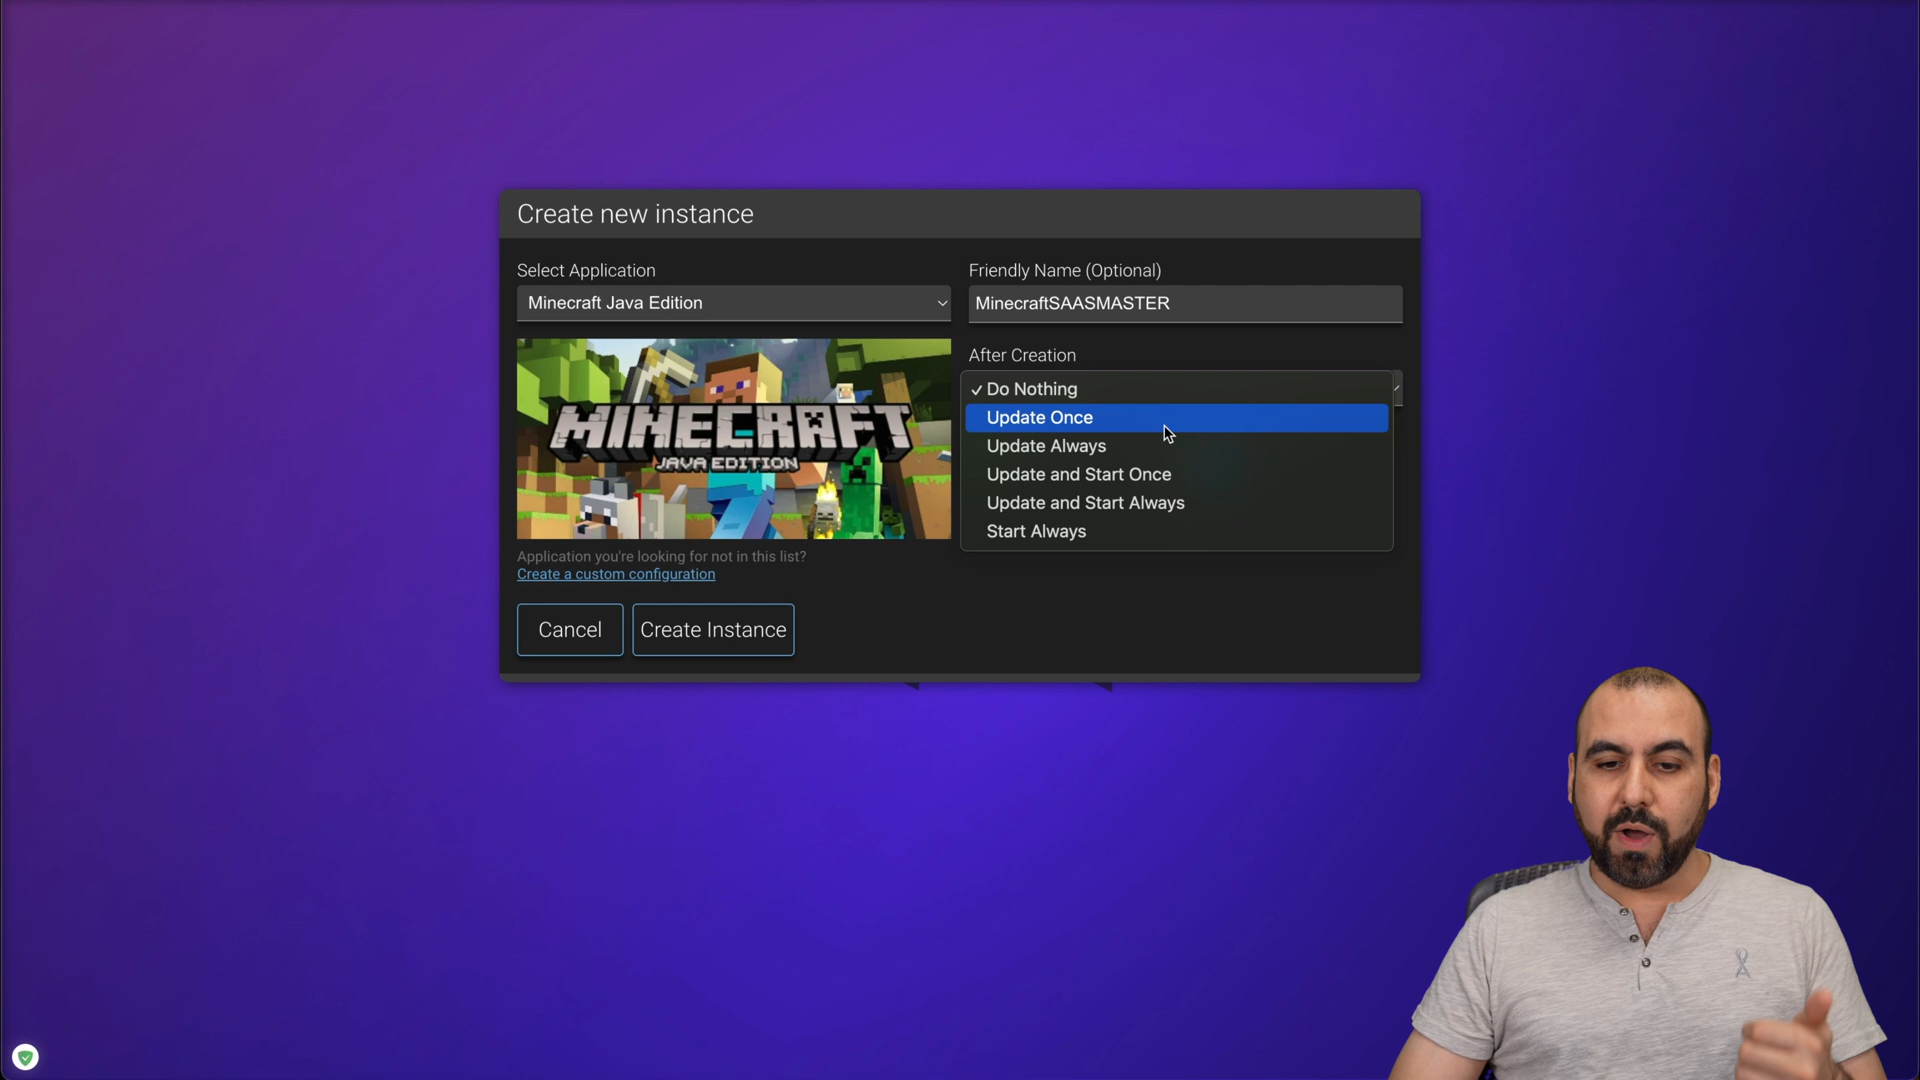 Create new instance
Select Application
Friendly Name (Optional)
Minecraft Java Edition
MinecraftSAASMASTER
After Creation
✓ Do Nothing
Update Once
Update Always
Update and Start Once
Update and Start Always
Start Always
MINECRAFT
JAVA EDITION
Application you're looking for not in this list?
Create a custom configuration
Cancel
Create Instance